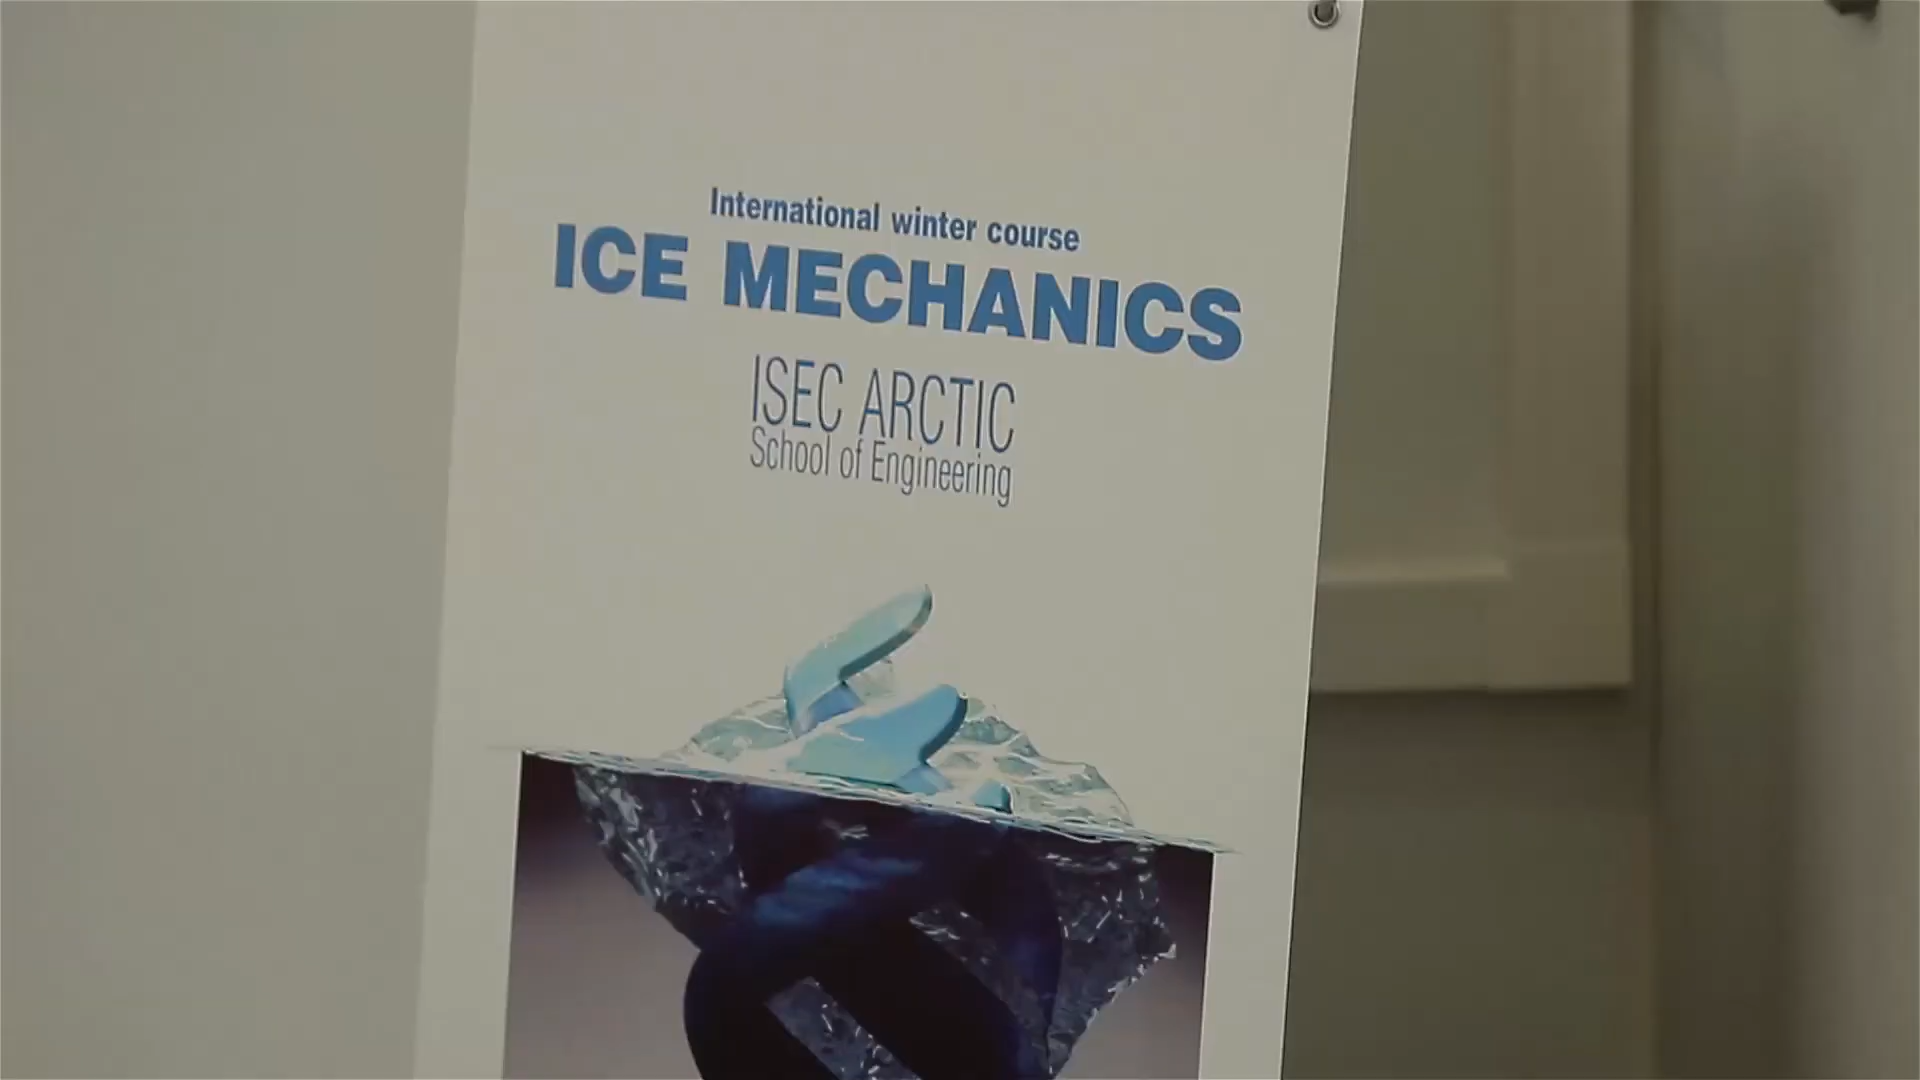 International winter course
ICE MECHANICS
ISEC ARCTIC
School of Engineering